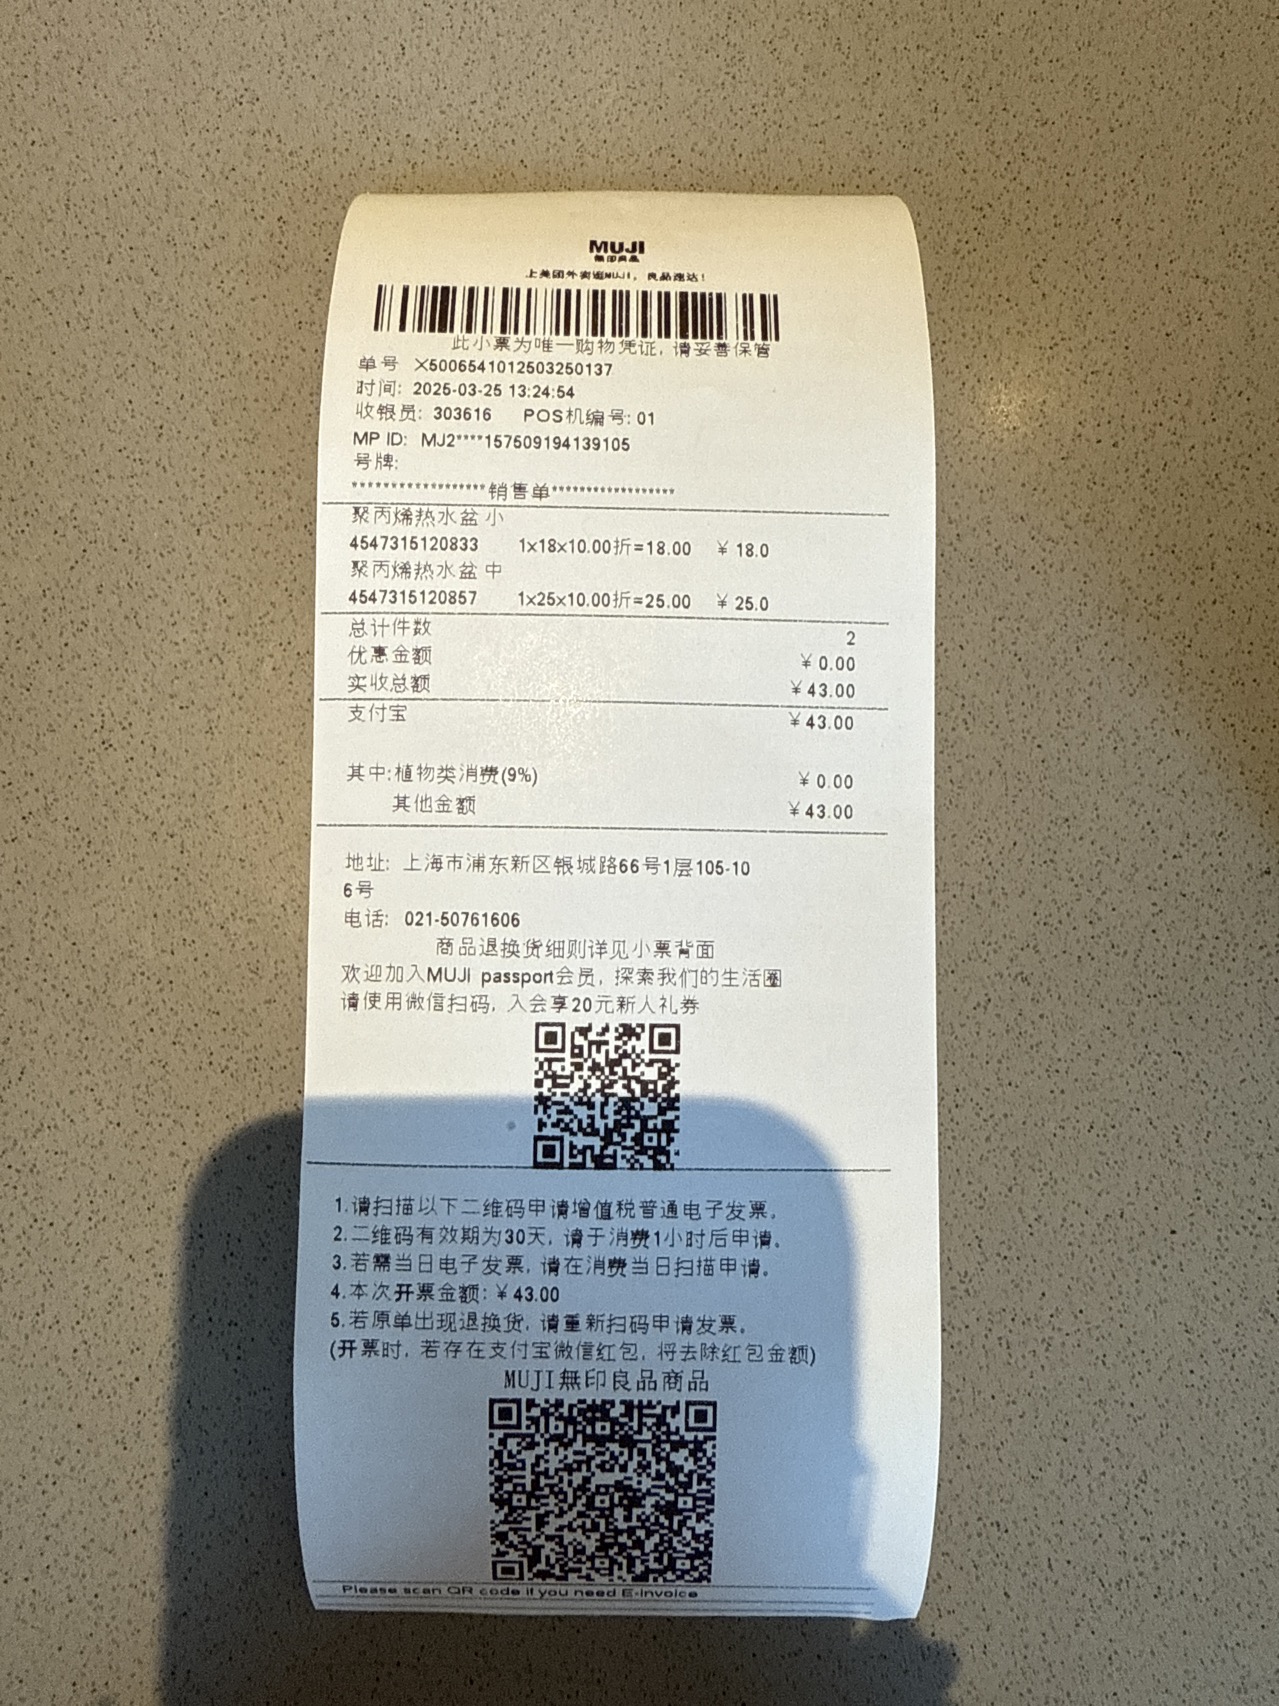 MUJI
無印良品
上美团外卖逛MUJI，良品速达！
此小票为唯一购物凭证，请妥善保管
单号 X5006541012503250137
时间: 2025-03-25 13:24:54
收银员: 303616 POS机编号: 01
MP ID: MJ2****157509194139105
号牌:
******************销售单*****************
聚丙烯热水盆 小
4547315120833 1x18x10.00折=18.00 ￥ 18.0
聚丙烯热水盆 中
4547315120857 1x25x10.00折=25.00 ￥ 25.0
总计件数 2
优惠金额 ￥ 0.00
实收总额 ￥ 43.00
支付宝 ￥ 43.00
其中:植物类消费(9%) ￥ 0.00
其他金额 ￥ 43.00
地址: 上海市浦东新区银城路66号1层105-10
6号
电话: 021-50761606
商品退换货细则详见小票背面
欢迎加入MUJI passport会员, 探索我们的生活圈
请使用微信扫码, 入会享20元新人礼券
1.请扫描以下二维码申请增值税普通电子发票。
2.二维码有效期为30天, 请于消费1小时后申请。
3.若需当日电子发票, 请在消费当日扫描申请。
4.本次开票金额: ￥ 43.00
5.若原单出现退换货, 请重新扫码申请发票。
(开票时, 若存在支付宝微信红包, 将去除红包金额)
MUJI無印良品商品
Please scan QR code if you need E-invoice